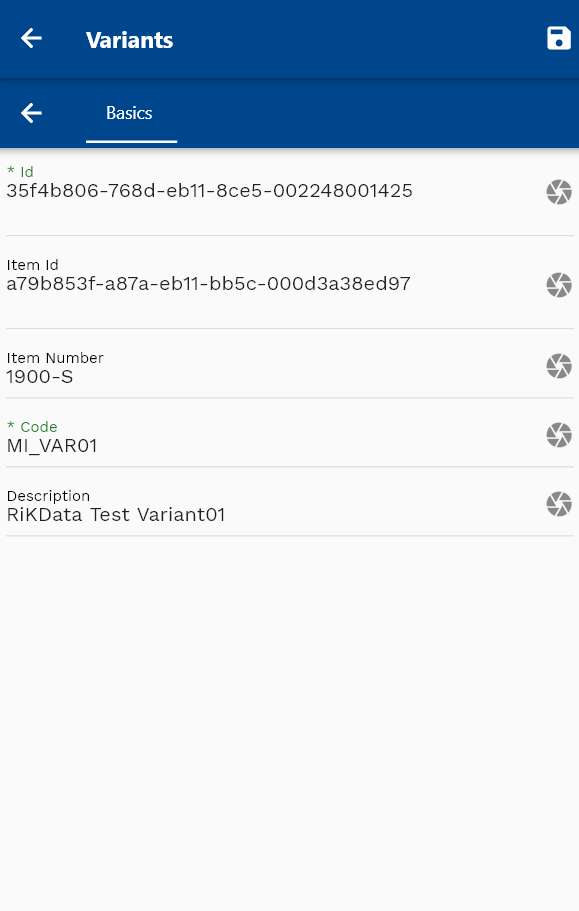 Variants
Basics
* Id
35f4b806-768d-eb11-8ce5-002248001425
Item Id
a79b853f-a87a-eb11-bb5c-000d3a38ed97
Item Number
1900-S
* Code
MI_VAR01
Description
RiKData Test Variant01